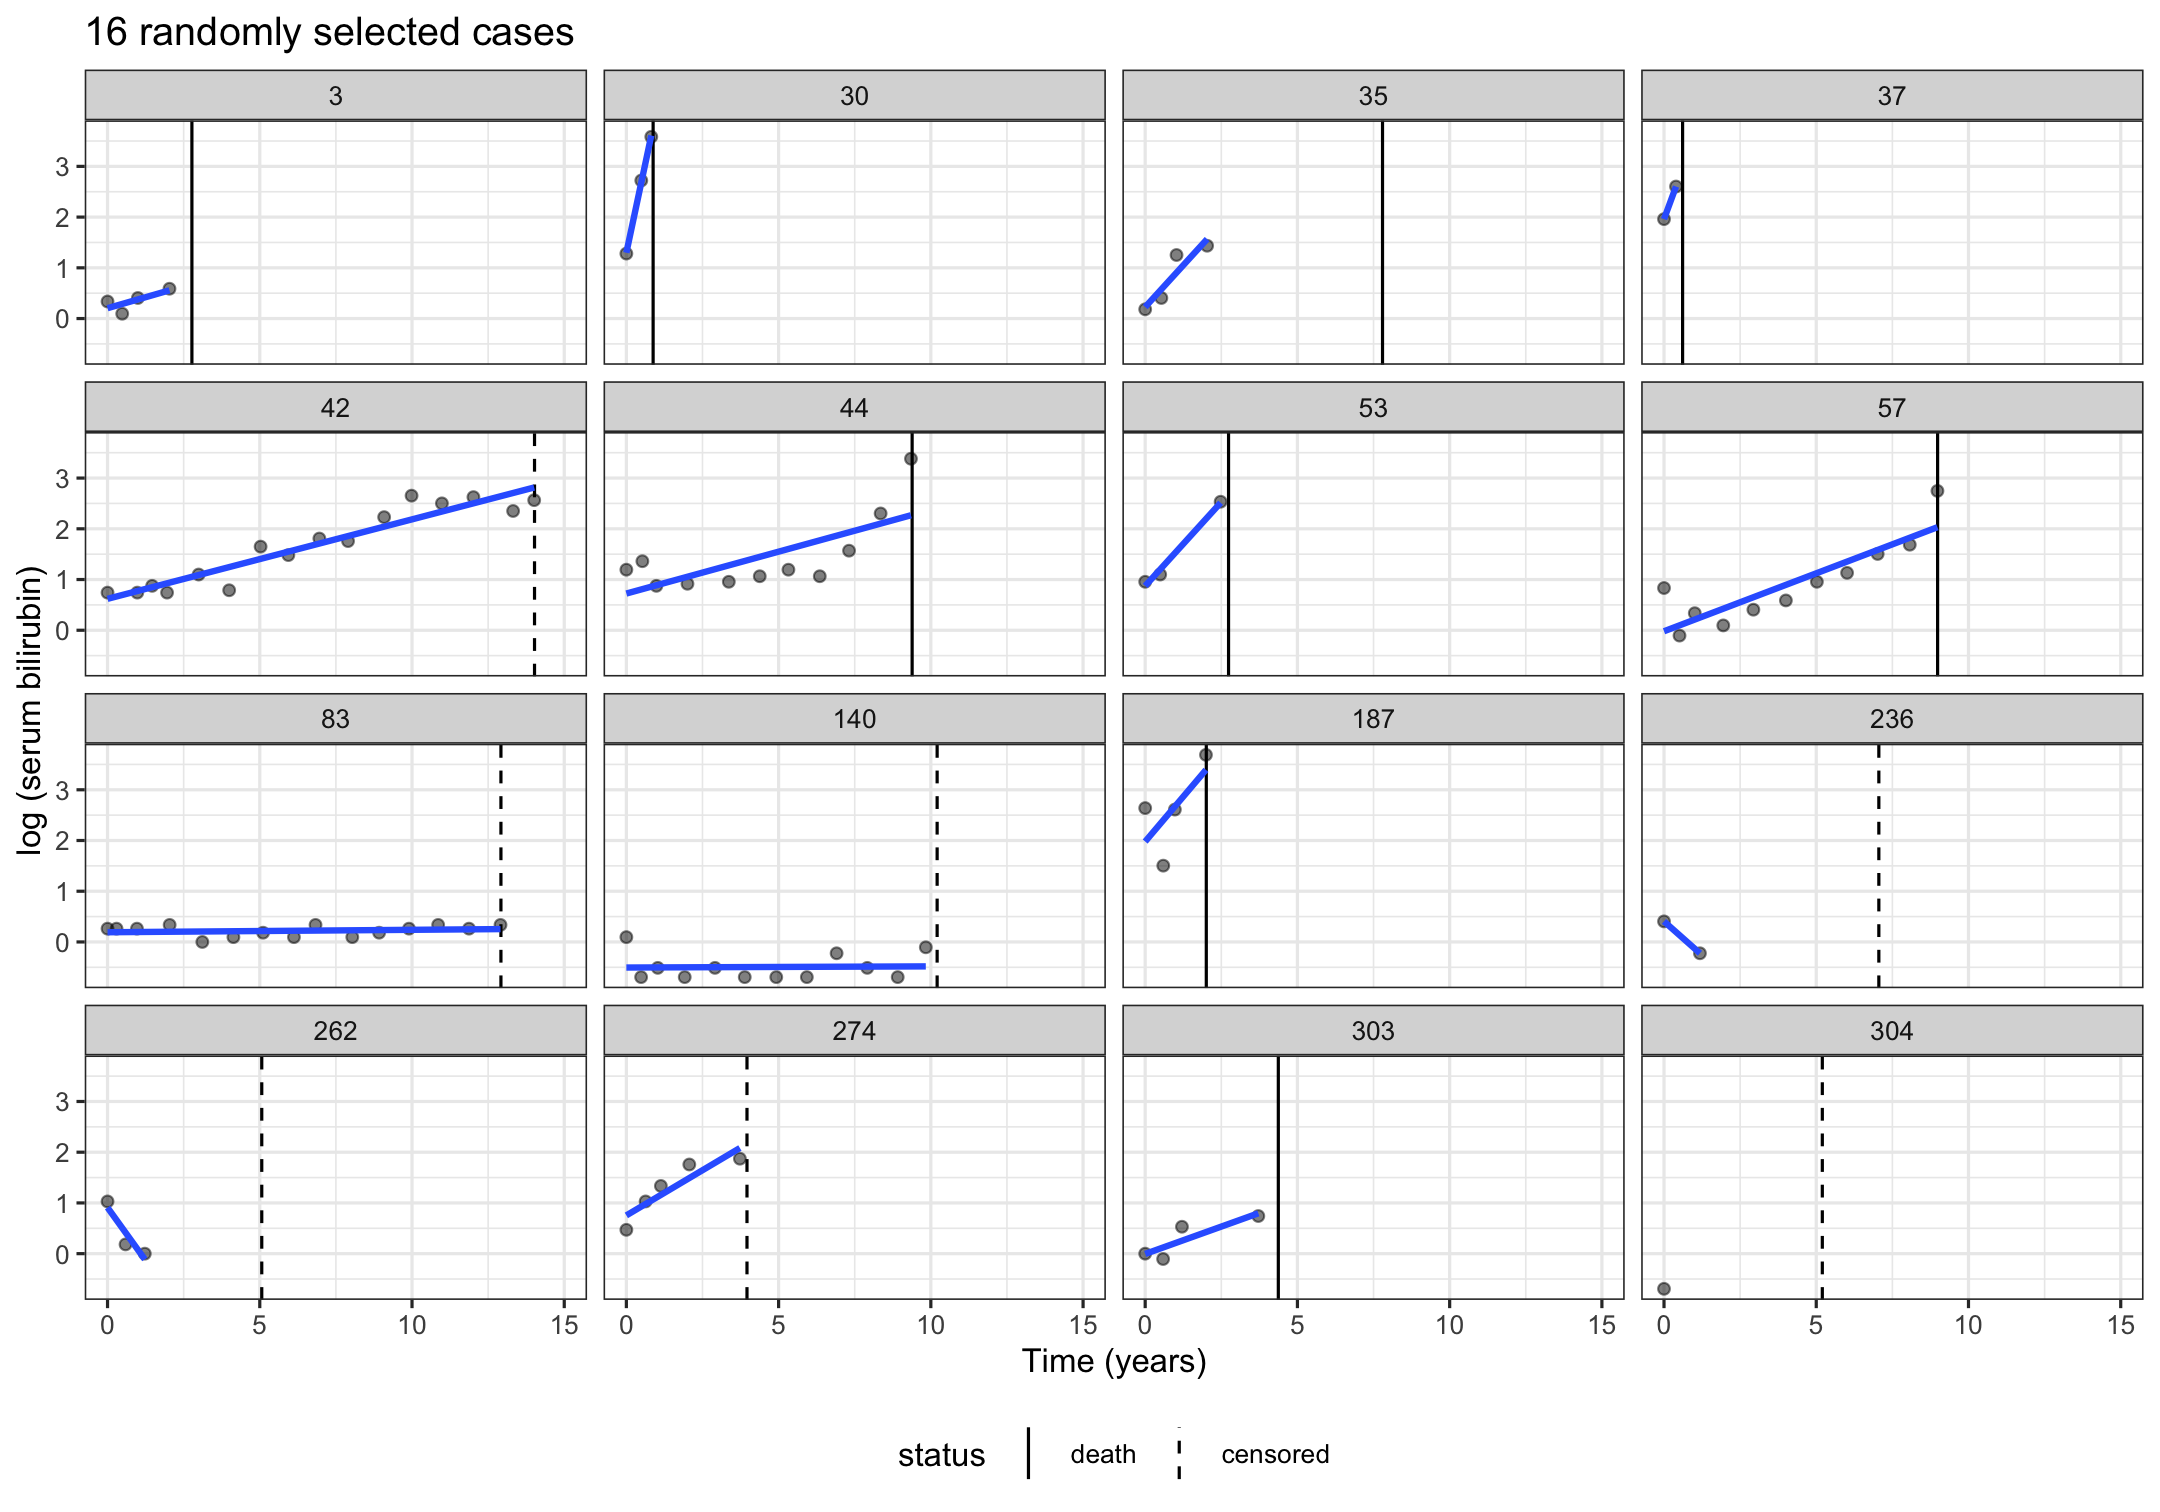 16 randomly selected cases
3 30 35 37
3
2
1
0
42 44 53 57
3
2
1
0
83 140 187 236
3
2
1
0
262 274 303 304
3
2
1
0
0 5 10 15 0 5 10 15 0 5 10 15 0 5 10 15
log (serum bilirubin)
Time (years)
status death censored